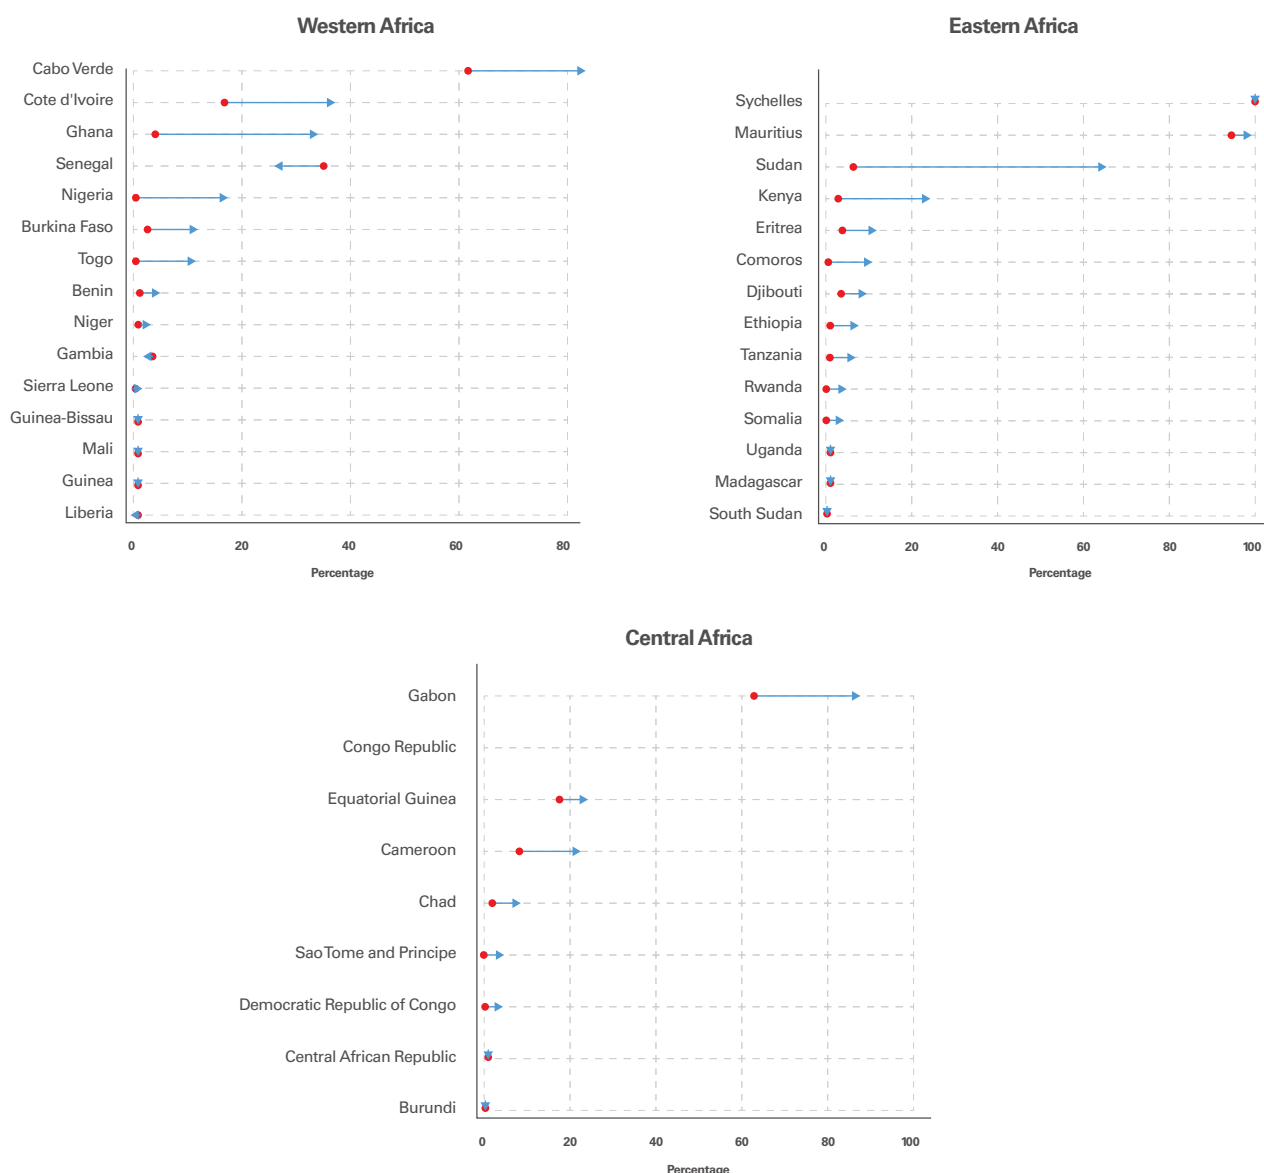 Western Africa
Cabo Verde
Cote d'Ivoire
Ghana
Senegal
Nigeria
Burkina Faso
Togo
Benin
Niger
Gambia
Sierra Leone
Guinea-Bissau
Mali
Guinea
Liberia
0 20 40 60 80
Percentage
Eastern Africa
Sychelles
Mauritius
Sudan
Kenya
Eritrea
Comoros
Djibouti
Ethiopia
Tanzania
Rwanda
Somalia
Uganda
Madagascar
South Sudan
0 20 40 60 80 100
Percentage
Central Africa
Gabon
Congo Republic
Equatorial Guinea
Cameroon
Chad
Sao Tome and Principe
Democratic Republic of Congo
Central African Republic
Burundi
0 20 40 60 80 100
Percentage